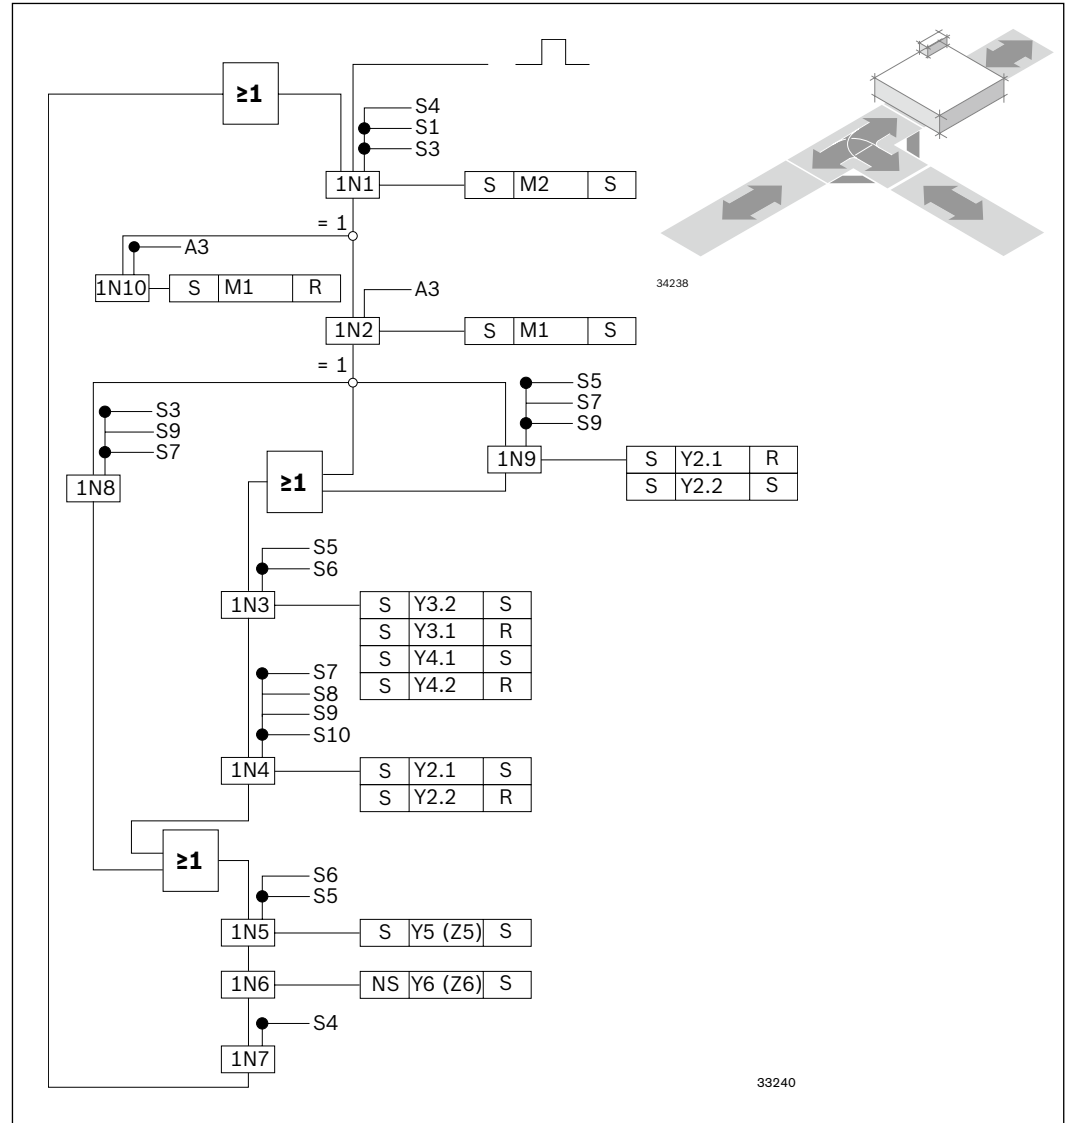 ≥1
S4
S1
S3
1N1 S M2 S
= 1
A3
1N10 S M1 R
A3
1N2 S M1 S
= 1
34238
S3
S9
S7
1N8
S5
S7
S9
1N9 S Y2.1 R
S Y2.2 S
≥1
S5
S6
1N3 S Y3.2 S
S Y3.1 R
S Y4.1 S
S Y4.2 R
S7
S8
S9
S10
1N4 S Y2.1 S
S Y2.2 R
≥1
S6
S5
1N5 S Y5 (Z5) S
1N6 NS Y6 (Z6) S
S4
1N7
33240